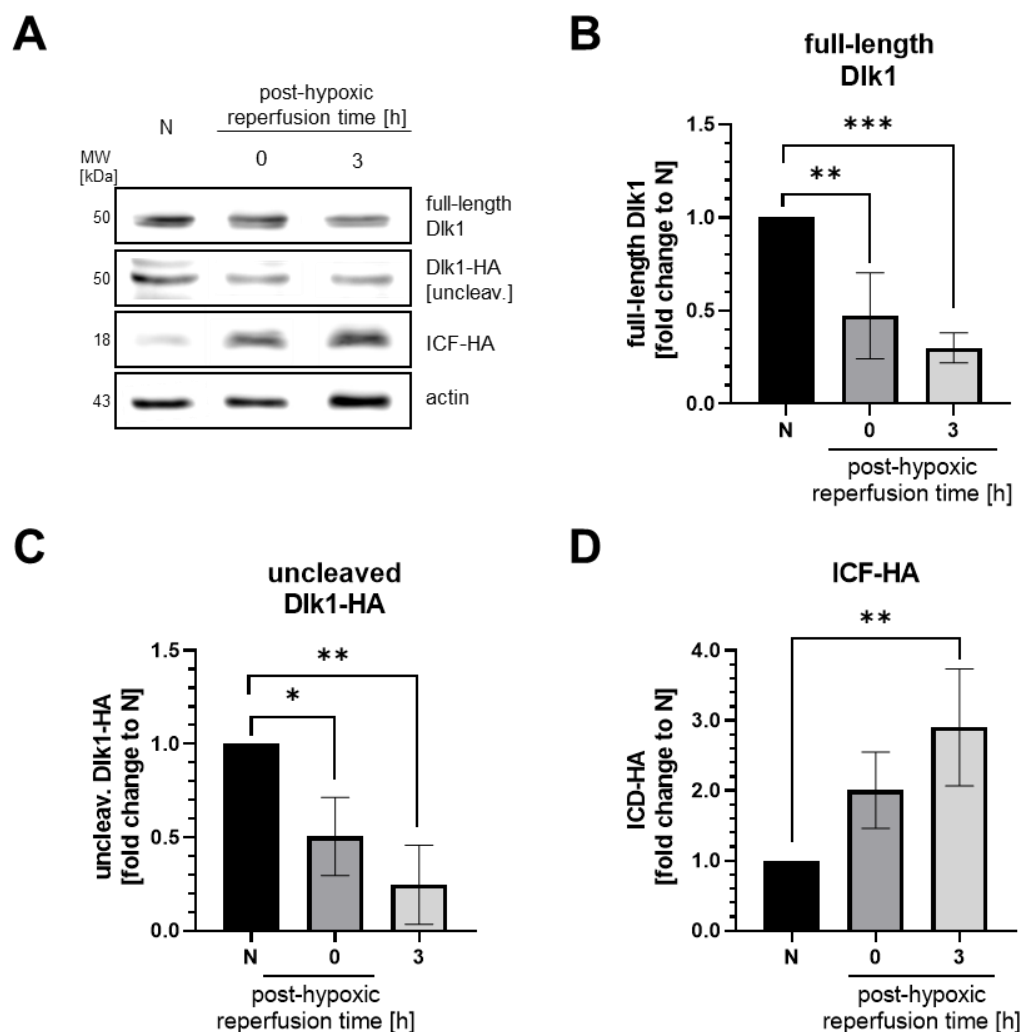 A
N
post-hypoxic
reperfusion time [h]
0 3
MW
[kDa]
50
full-length
Dlk1
50
Dlk1-HA
[uncleav.]
18
ICF-HA
43
actin
B
full-length
Dlk1
full-length Dlk1
[fold change to N]
1.5
1.0
0.5
0.0
***
**
N 0 3
post-hypoxic
reperfusion time [h]
C
uncleaved
Dlk1-HA
uncleav. Dlk1-HA
[fold change to N]
1.5
1.0
0.5
0.0
**
*
N 0 3
post-hypoxic
reperfusion time [h]
D
ICF-HA
ICD-HA
[fold change to N]
4.0
3.0
2.0
1.0
0.0
**
N 0 3
post-hypoxic
reperfusion time [h]